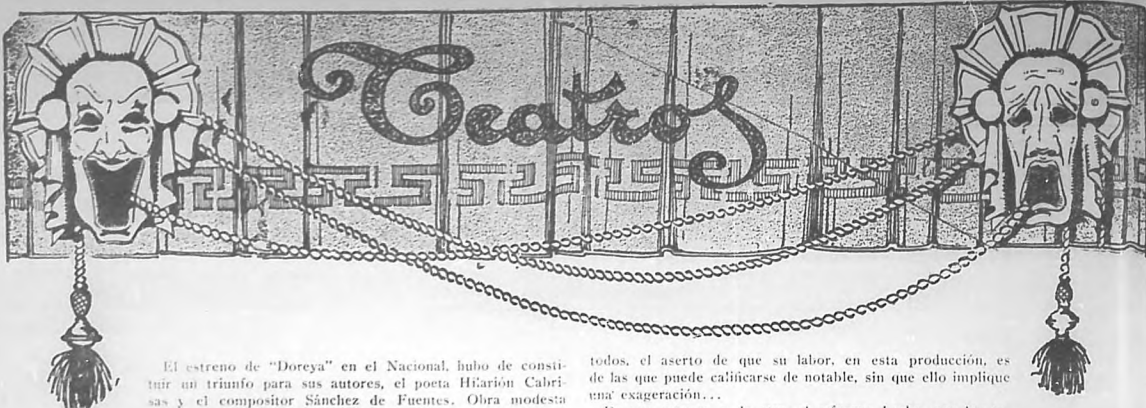 Teatros
El estreno de "Doreya" en el Nacional, hubo de consti-
tuir un triunfo para sus autores, el poeta Hilarión Cabri-
sas y el compositor Sánchez de Fuentes. Obra modesta
todos, el aserto de que su labor, en esta producción, es
de las que puede calificarse de notable, sin que ello implique
una exageración...